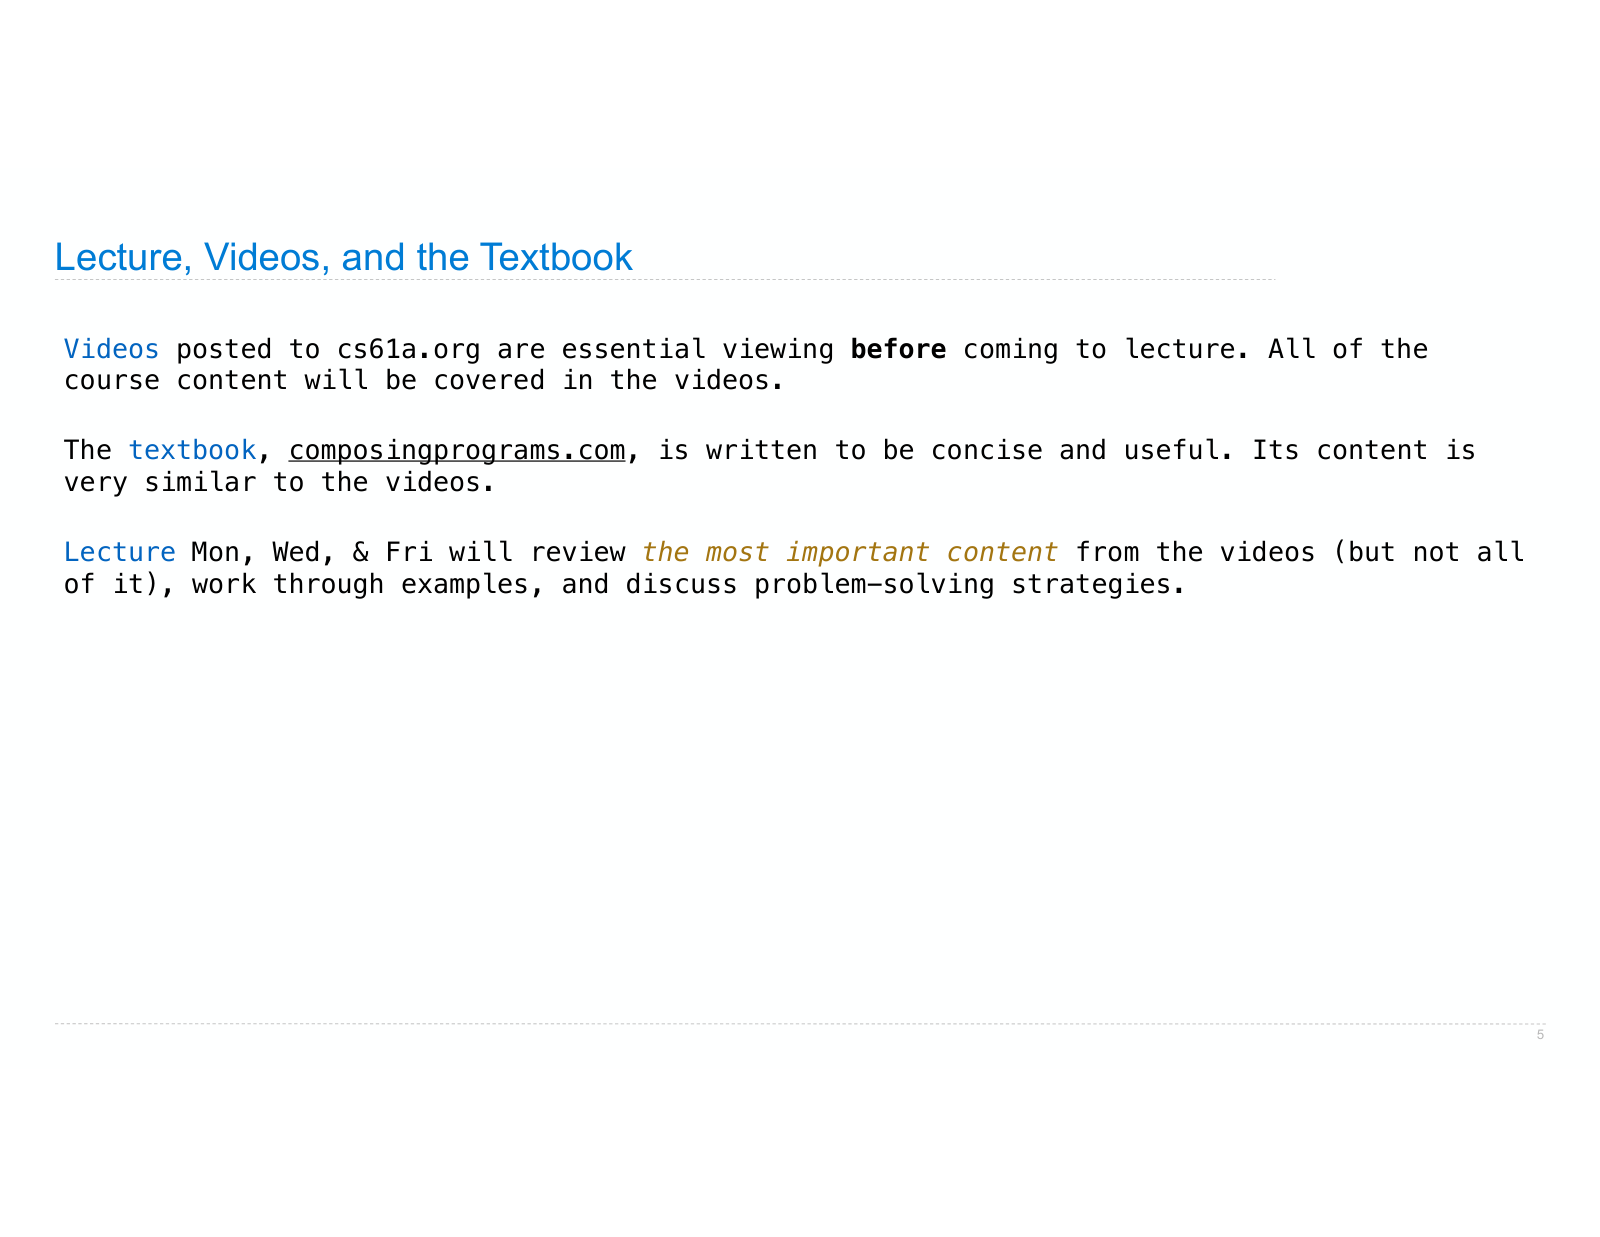 Lecture, Videos, and the Textbook
Videos posted to cs61a.org are essential viewing before coming to lecture. All of the
course content will be covered in the videos.
The textbook, composingprograms.com, is written to be concise and useful. Its content is
very similar to the videos.
Lecture Mon, Wed, & Fri will review the most important content from the videos (but not all
of it), work through examples, and discuss problem-solving strategies.
5